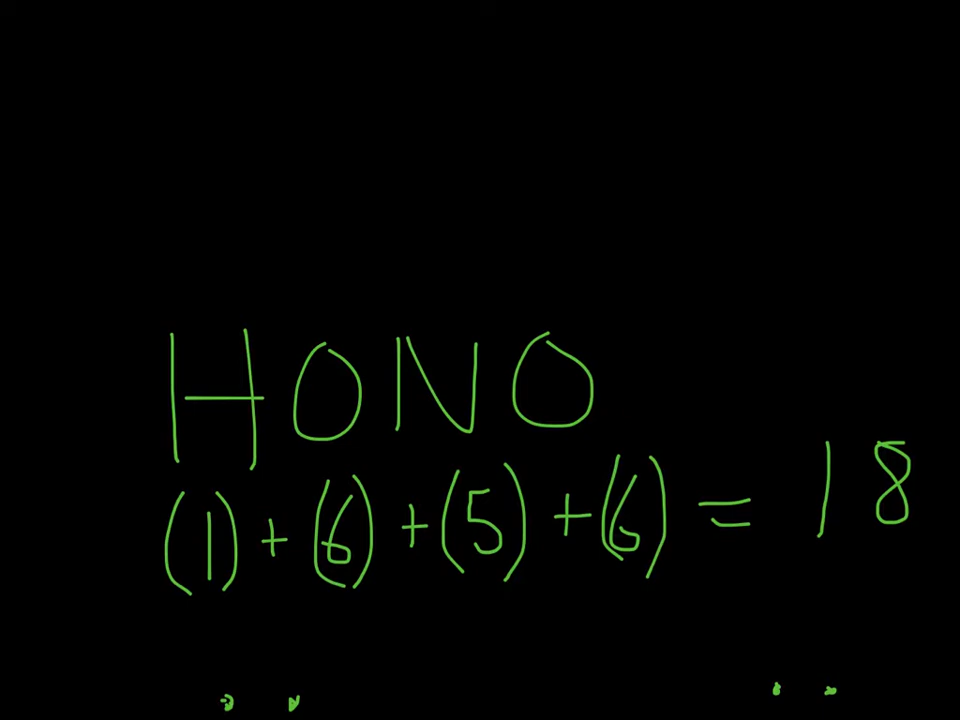 HONO
(1) + (6) + (5) + (6) = 18